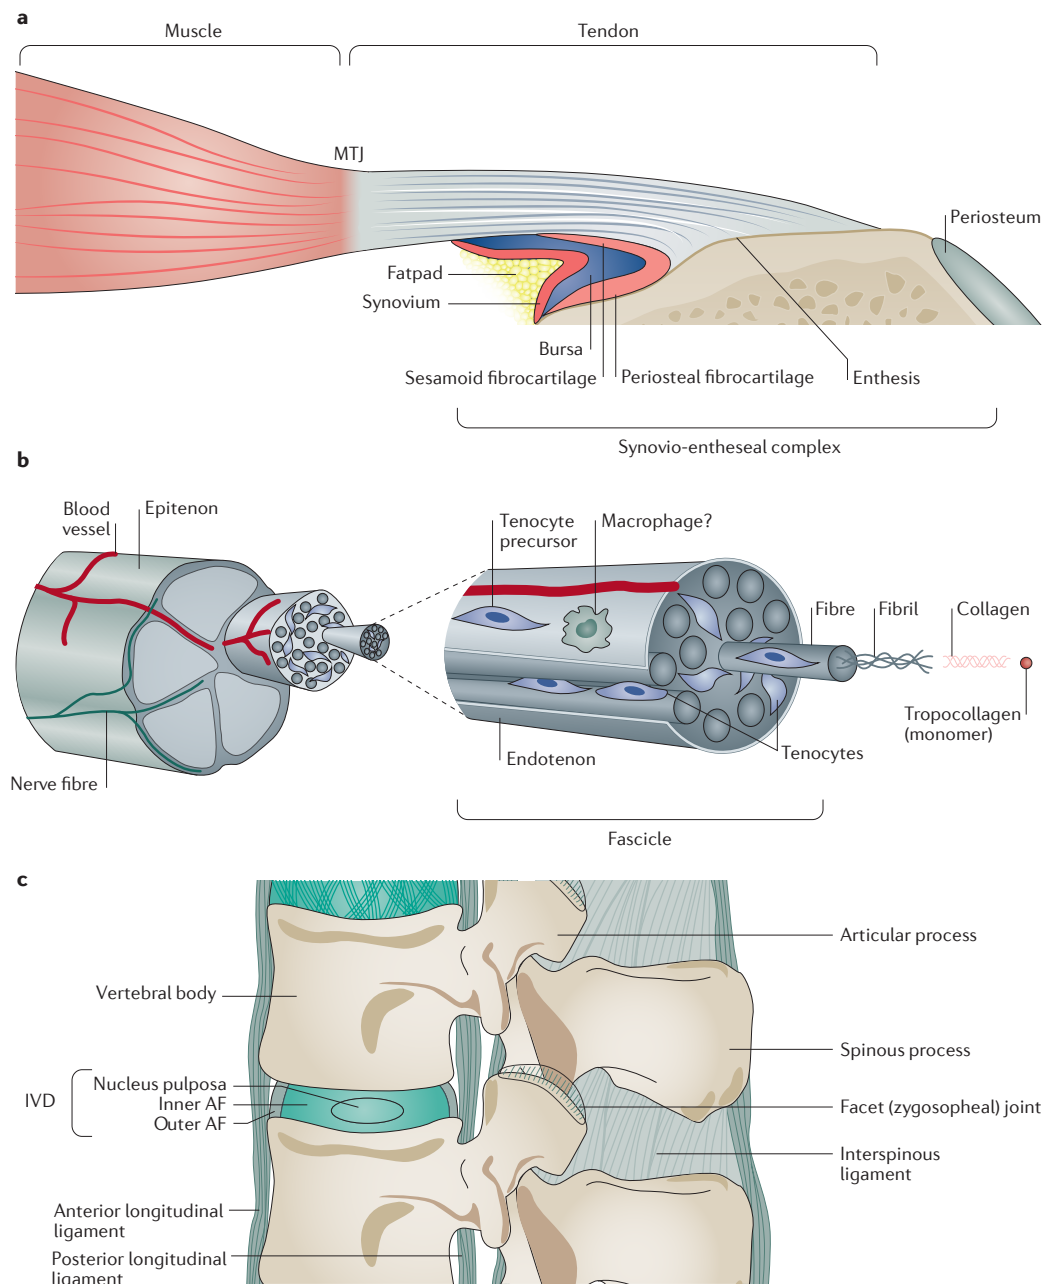 a
Muscle
Tendon
MTJ
Periosteum
Fatpad
Synovium
Bursa
Sesamoid fibrocartilage
Periosteal fibrocartilage
Enthesis
Synovio-entheseal complex
b
Blood
vessel
Epitenon
Tenocyte
precursor
Macrophage?
Fibre
Fibril
Collagen
Tropocollagen
(monomer)
Tenocytes
Endotenon
Nerve fibre
Fascicle
c
Articular process
Vertebral body
Spinous process
IVD
Nucleus pulposa
Inner AF
Outer AF
Facet (zygosopheal) joint
Interspinous
ligament
Anterior longitudinal
ligament
Posterior longitudinal
ligament